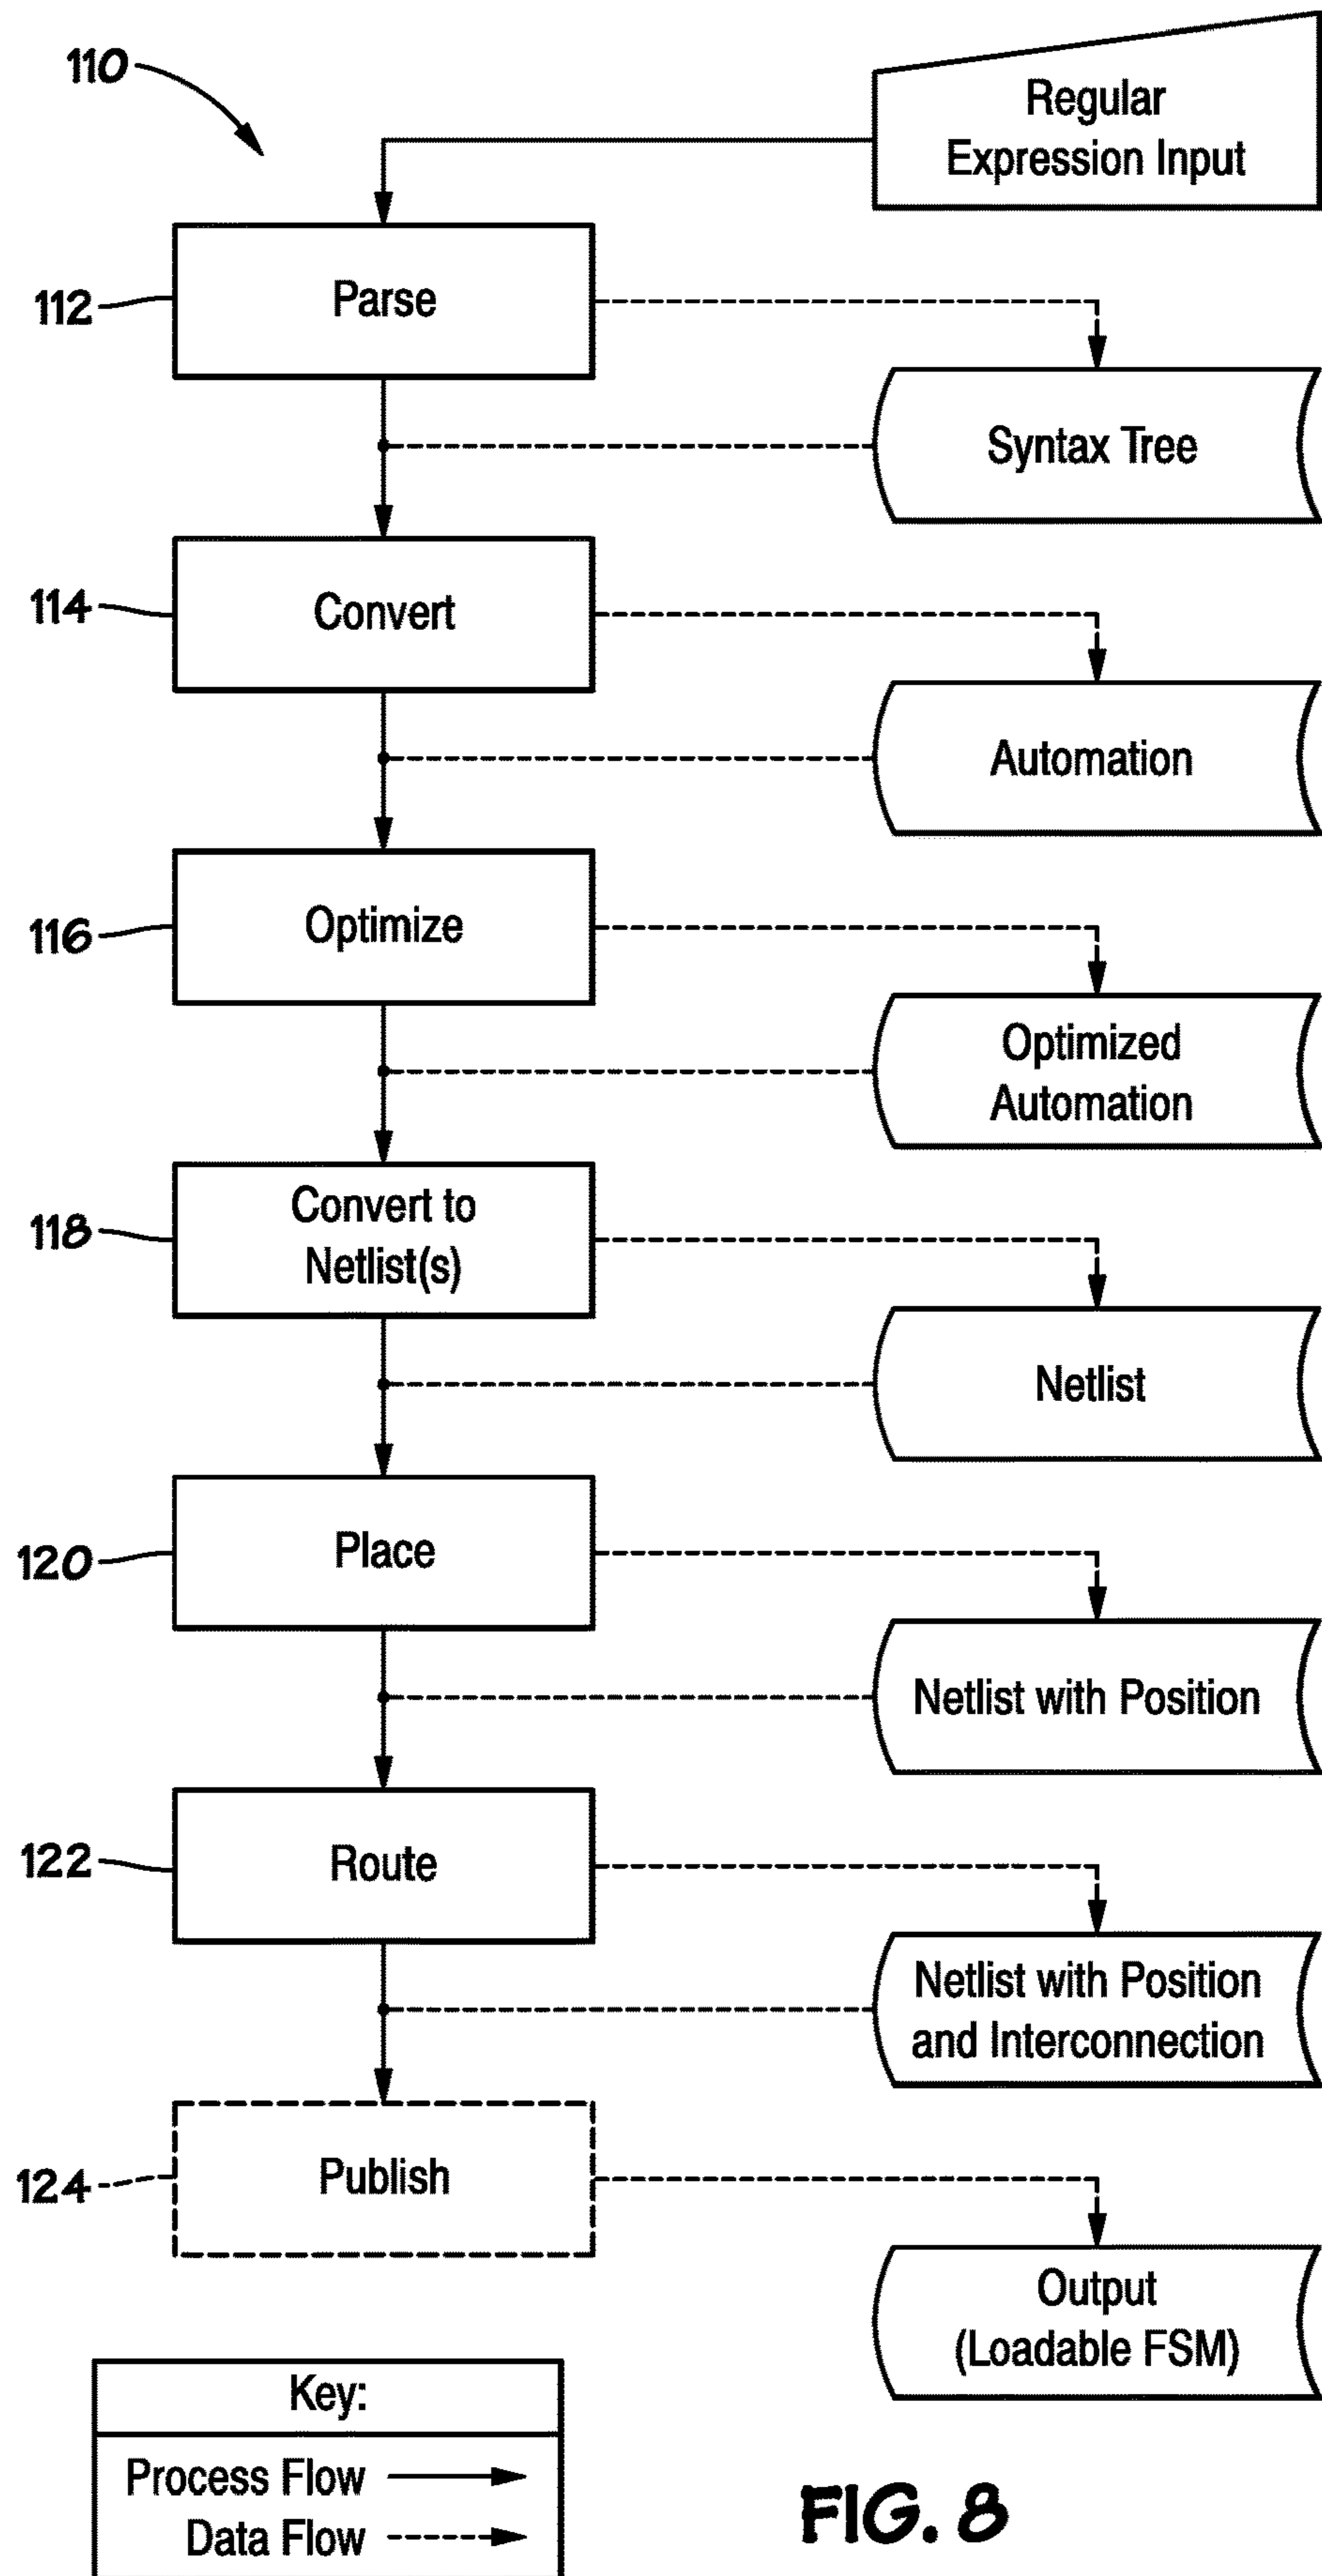 110
Regular
Expression Input
112
Parse
Syntax Tree
114
Convert
Automation
116
Optimize
Optimized
Automation
118
Convert to
Netlist(s)
Netlist
120
Place
Netlist with Position
122
Route
Netlist with Position
and Interconnection
124
Publish
Output
(Loadable FSM)
Key:
Process Flow
Data Flow
FIG. 8